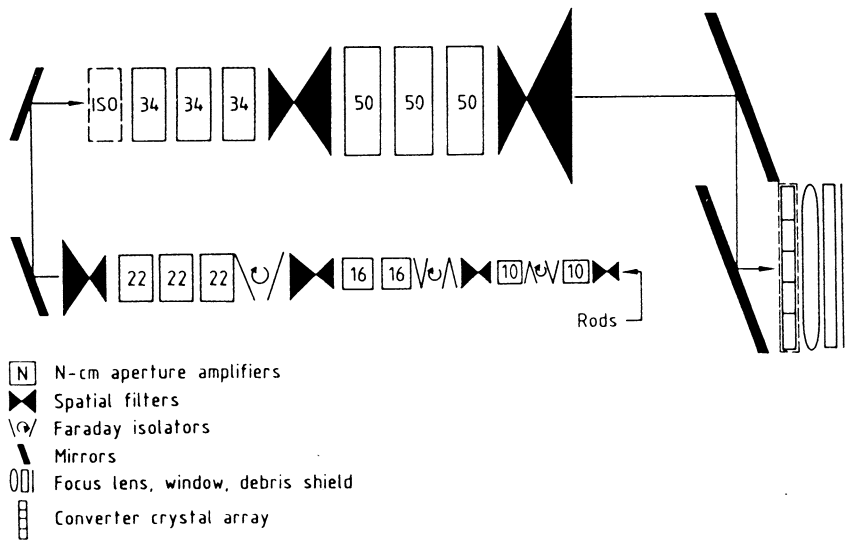 ISO 34 34 34 50 50 50
22 22 22 16 16 10 10
Rods
N N-cm aperture amplifiers
Spatial filters
Faraday isolators
Mirrors
Focus lens, window, debris shield
Converter crystal array